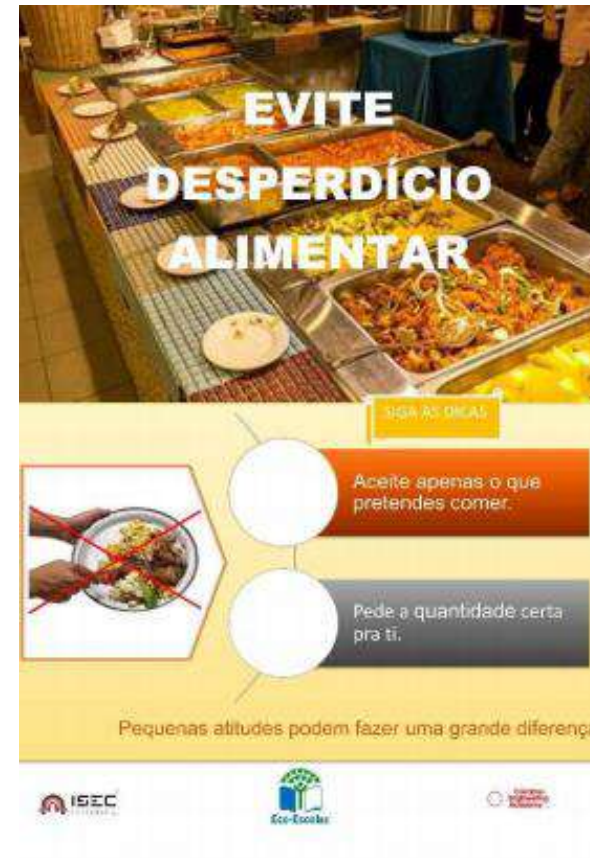 EVITE
DESPERDÍCIO
ALIMENTAR
SIGA AS DICAS
Aceite apenas o que
pretendes comer.
Pede a quantidade certa
pra ti.
Pequenas atitudes podem fazer uma grande diferenç
ISEC
Eco-Escolas